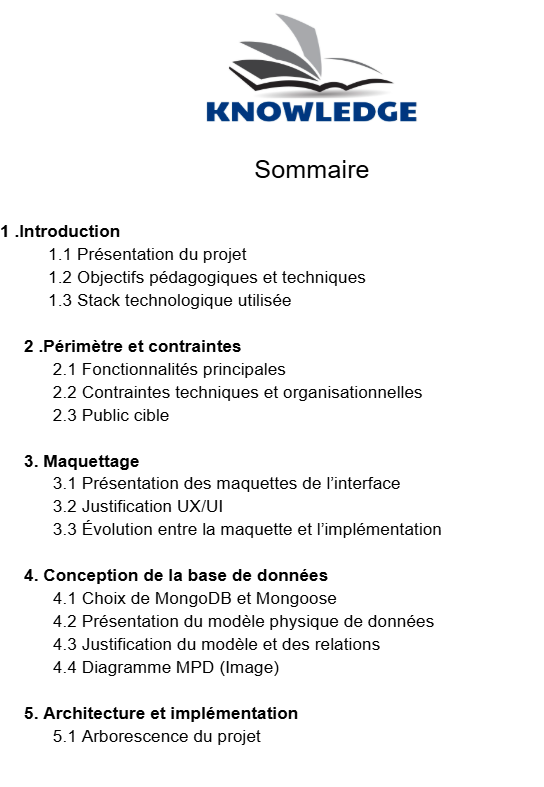 KNOWLEDGE
Sommaire
1 .Introduction
1.1 Présentation du projet
1.2 Objectifs pédagogiques et techniques
1.3 Stack technologique utilisée
2 .Périmètre et contraintes
2.1 Fonctionnalités principales
2.2 Contraintes techniques et organisationnelles
2.3 Public cible
3. Maquettage
3.1 Présentation des maquettes de l’interface
3.2 Justification UX/UI
3.3 Évolution entre la maquette et l’implémentation
4. Conception de la base de données
4.1 Choix de MongoDB et Mongoose
4.2 Présentation du modèle physique de données
4.3 Justification du modèle et des relations
4.4 Diagramme MPD (Image)
5. Architecture et implémentation
5.1 Arborescence du projet